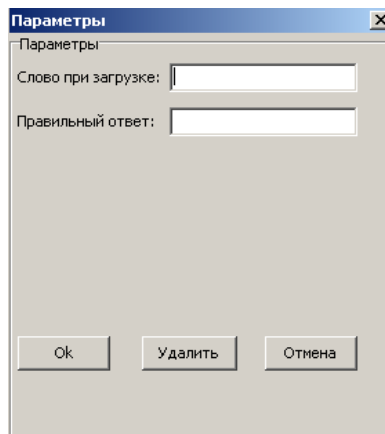 Параметры
Параметры
Слово при загрузке:
Правильный ответ:
Ok Удалить Отмена